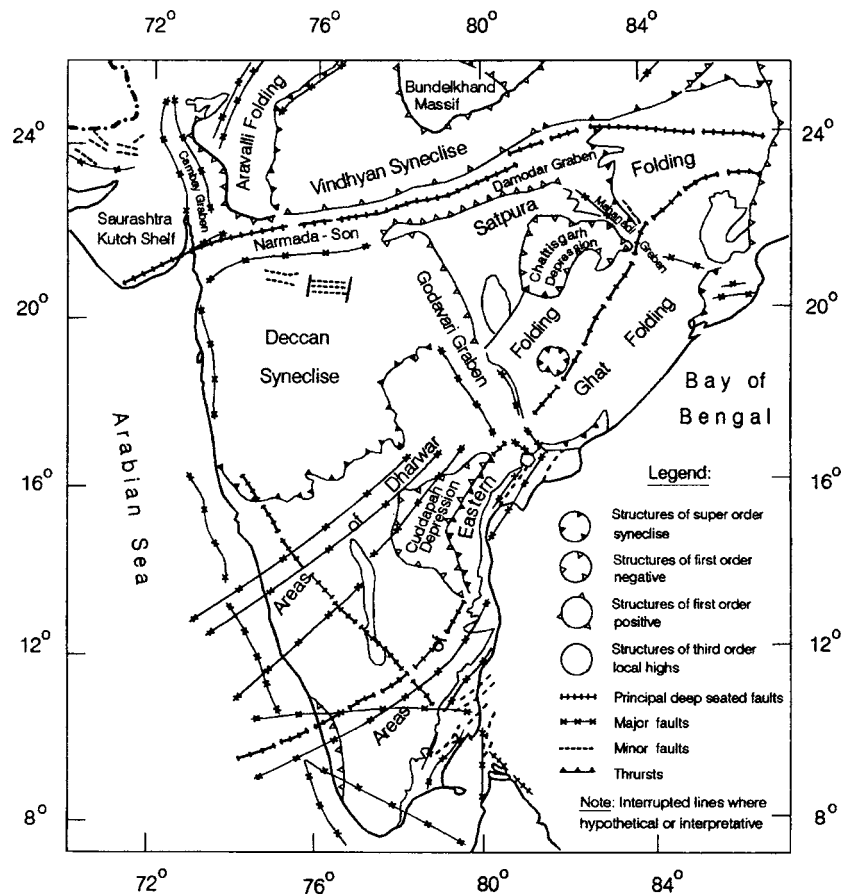 72°
76°
80°
84°
24°
20°
16°
12°
8°
24°
20°
16°
12°
8°
Bundelkhand
Massif
Aravalli Folding
Vindhyan Syneclise
Cambay Graben
Damodar Graben
Folding
Saurashtra
Kutch Shelf
Narmada - Son
Satpura
Mahanadi Graben
Chattisgarh
Depression
Godavari Graben
Deccan
Syneclise
Folding
Folding
Ghat
Bay of
Bengal
Arabian Sea
Areas of Dharwar
Cuddapah
Depression
Eastern
Areas of
Legend:
Structures of super order
syneclise
Structures of first order
negative
Structures of first order
positive
Structures of third order
local highs
Principal deep seated faults
Major faults
Minor faults
Thrursts
Note: Interrupted lines where
hypothetical or interpretative
72°
76°
80°
84°